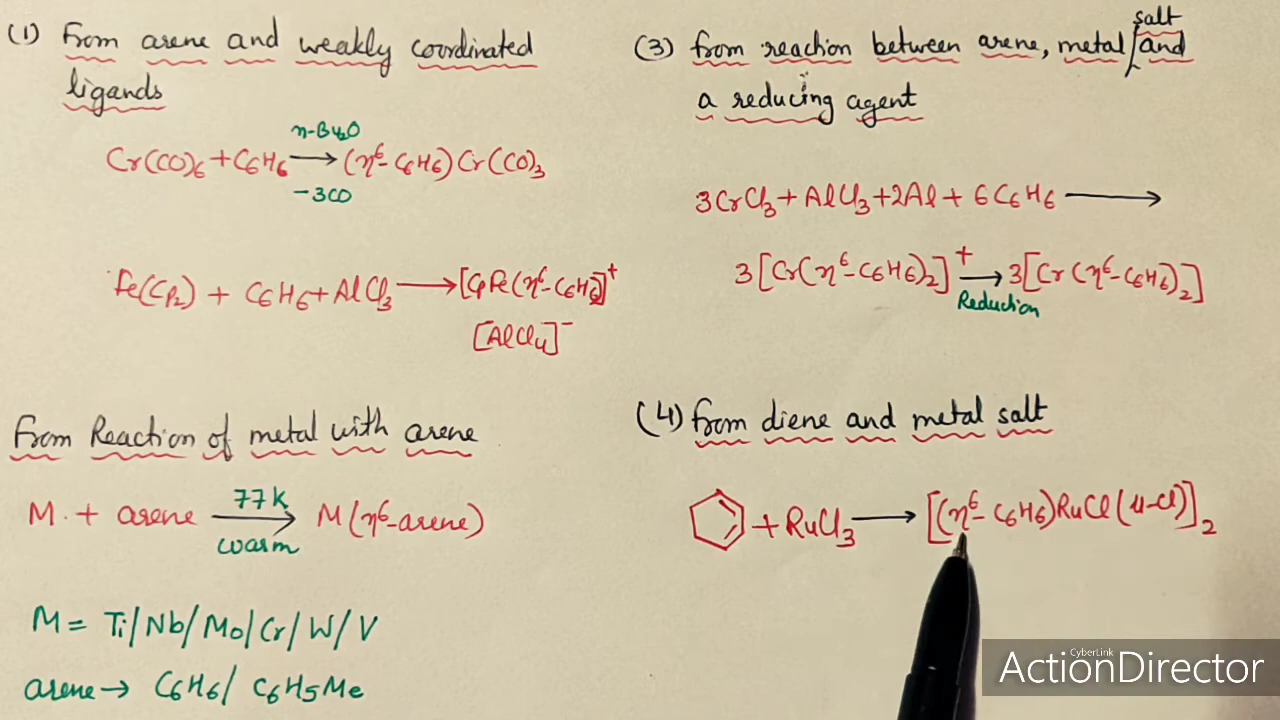 (1) From arene and weakly coordinated
ligands
n-Bu2O
Cr(CO)6 + C6H6 ⟶ (η6-C6H6)Cr(CO)3
-3CO
Fe(Cp2) + C6H6 + AlCl3 ⟶ [CpFe(η6-C6H6)]+
[AlCl4]-
From Reaction of metal with arene
77K
M. + arene ⟶ M(η6-arene)
warm
M = Ti/Nb/Mo/Cr/W/V
arene → C6H6/ C6H5Me
(3) from reaction between arene, metal salt and
a reducing agent
3CrCl3 + AlCl3 + 2Al + 6C6H6 ⟶
3[Cr(η6-C6H6)2]+ ⟶ 3[Cr(η6-C6H6)2]
Reduction
(4) from diene and metal salt
+ RuCl3 ⟶ [(η6-C6H6)RuCl(μ-Cl)]2
CyberLink
ActionDirector